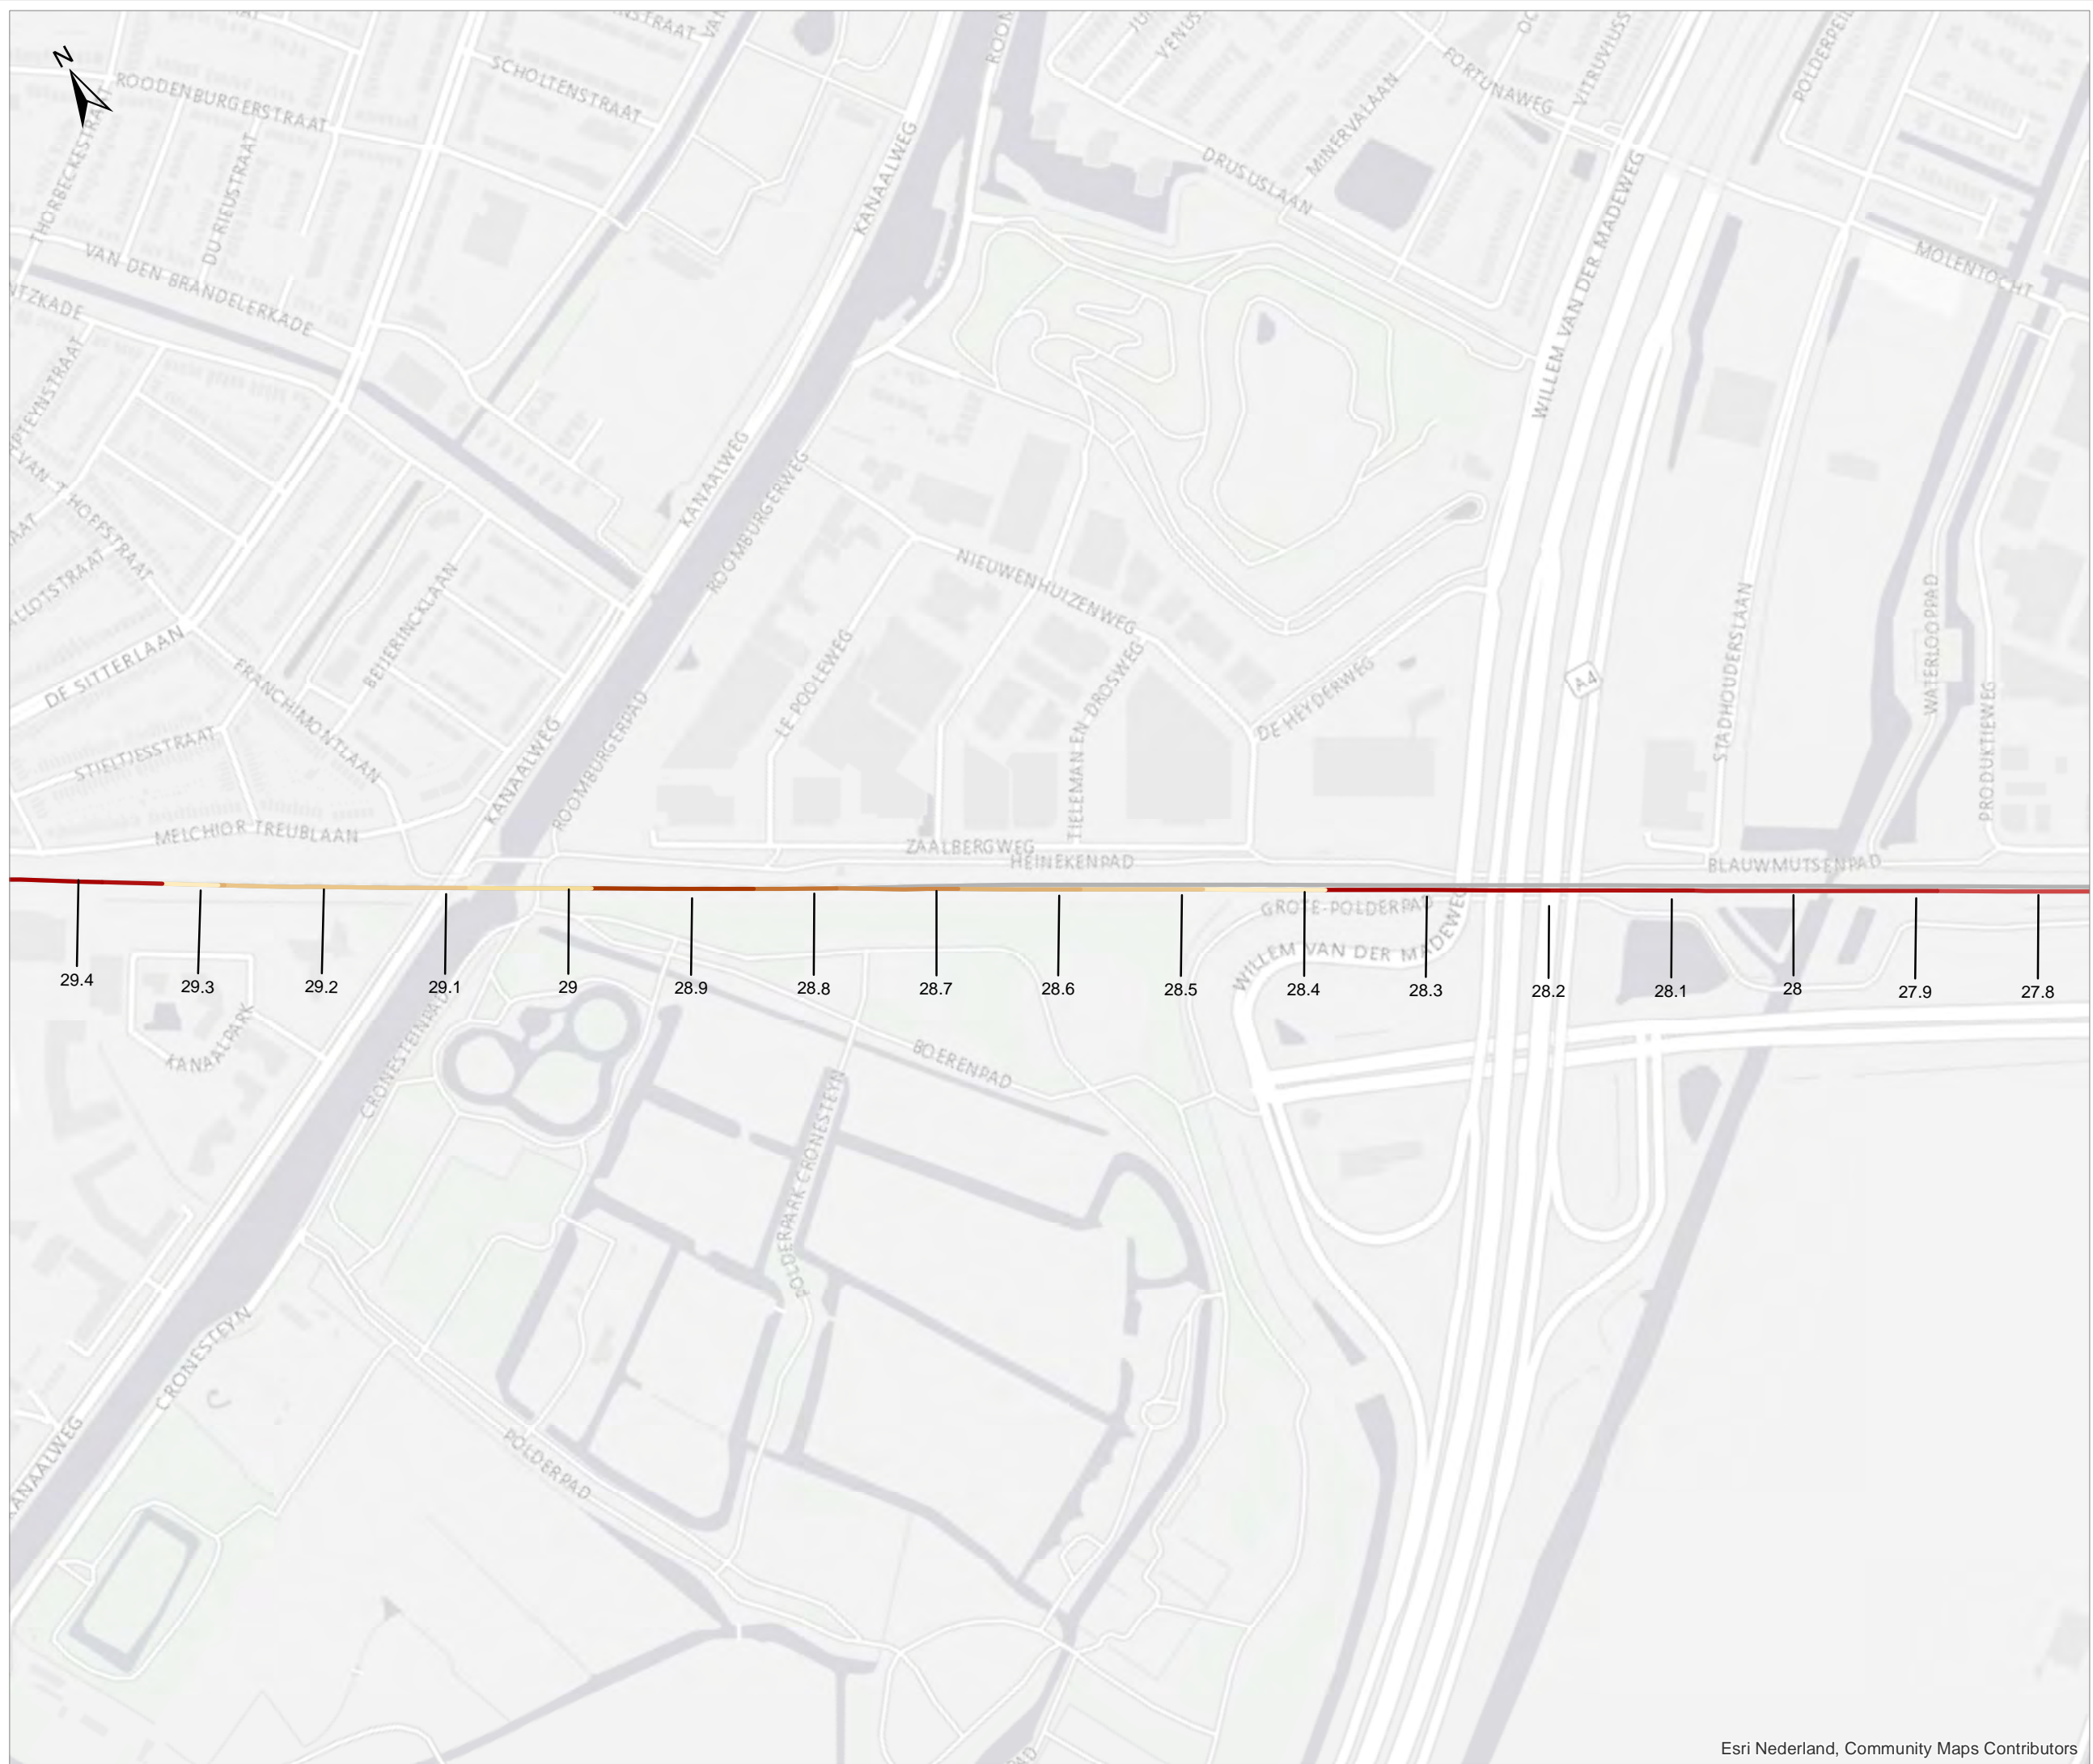 N
SCHOLTENSTRAAT
ROODENBURGERSTRAAT
THORBECKESTRAAT
DU RIEUSTRAAT
VAN DEN BRANDELERKADE
KANAALWEG
MINERVALAAN
DRUSUSLAAN
FORTUNAWEG
WILLEM VAN DER MADEWEG
MOLENTOCHT
KANAALWEG
ROOMBURGERWEG
NIEUWENHUIZENWEG
LE POOLEWEG
TIELEMAN EN DROSWEG
DE HEYDERWEG
A4
STADHOUDERSLAAN
WATERLOOPPAD
PRODUKTIEWEG
BEIJERINCKLAAN
DE SITTERLAAN
FRANCHIMONTLAAN
STIELTJESSTRAAT
KANAALWEG
ROOMBURGERPAD
MELCHIOR TREUBLAAN
ZAALBERGWEG
HEINEKENPAD
BLAUWMUTSENPAD
GROTE-POLDERPAD
WILLEM VAN DER MADEWEG
29.4
29.3
29.2
29.1
29
28.9
28.8
28.7
28.6
28.5
28.4
28.3
28.2
28.1
28
27.9
27.8
KANAALPARK
CRONESTEINPAD
BOERENPAD
POLDERPARK CRONESTEYN
CRONESTEYN
KANAALWEG
POLDERPAD
Esri Nederland, Community Maps Contributors